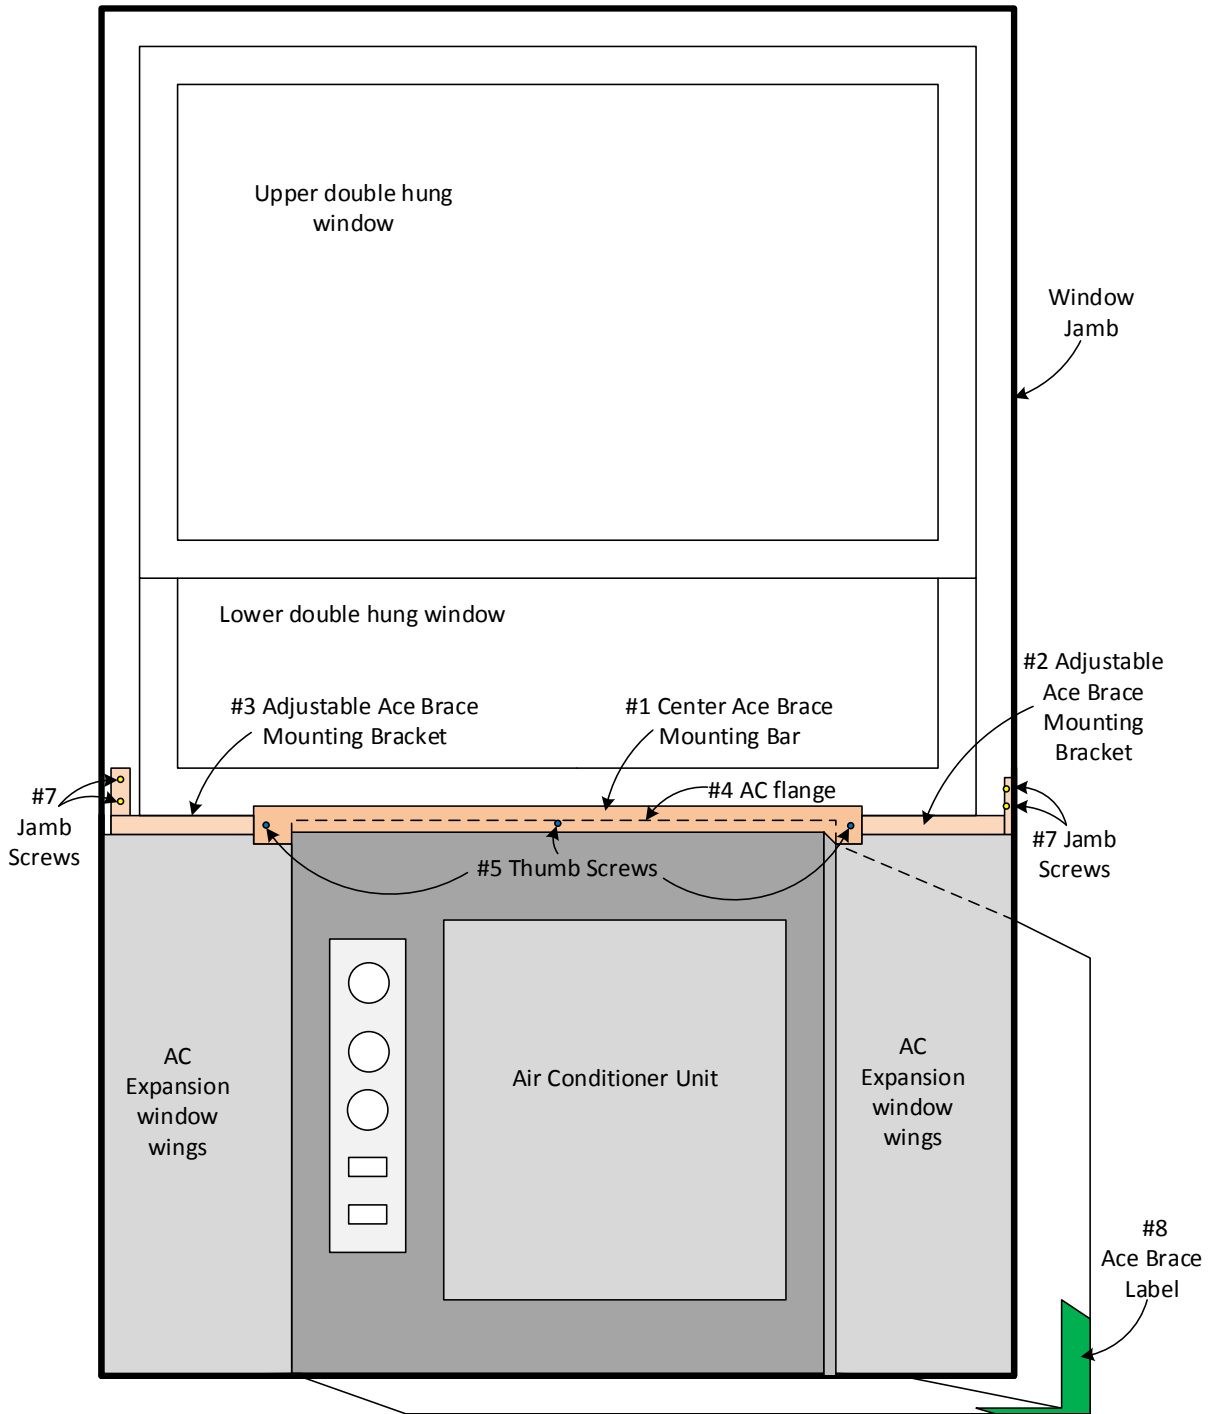 Upper double hung
window
Window
Jamb
Lower double hung window
#2 Adjustable
Ace Brace
Mounting
Bracket
#3 Adjustable Ace Brace
Mounting Bracket
#1 Center Ace Brace
Mounting Bar
#4 AC flange
#7
Jamb
Screws
#7 Jamb
Screws
#5 Thumb Screws
AC
Expansion
window
wings
Air Conditioner Unit
AC
Expansion
window
wings
#8
Ace Brace
Label